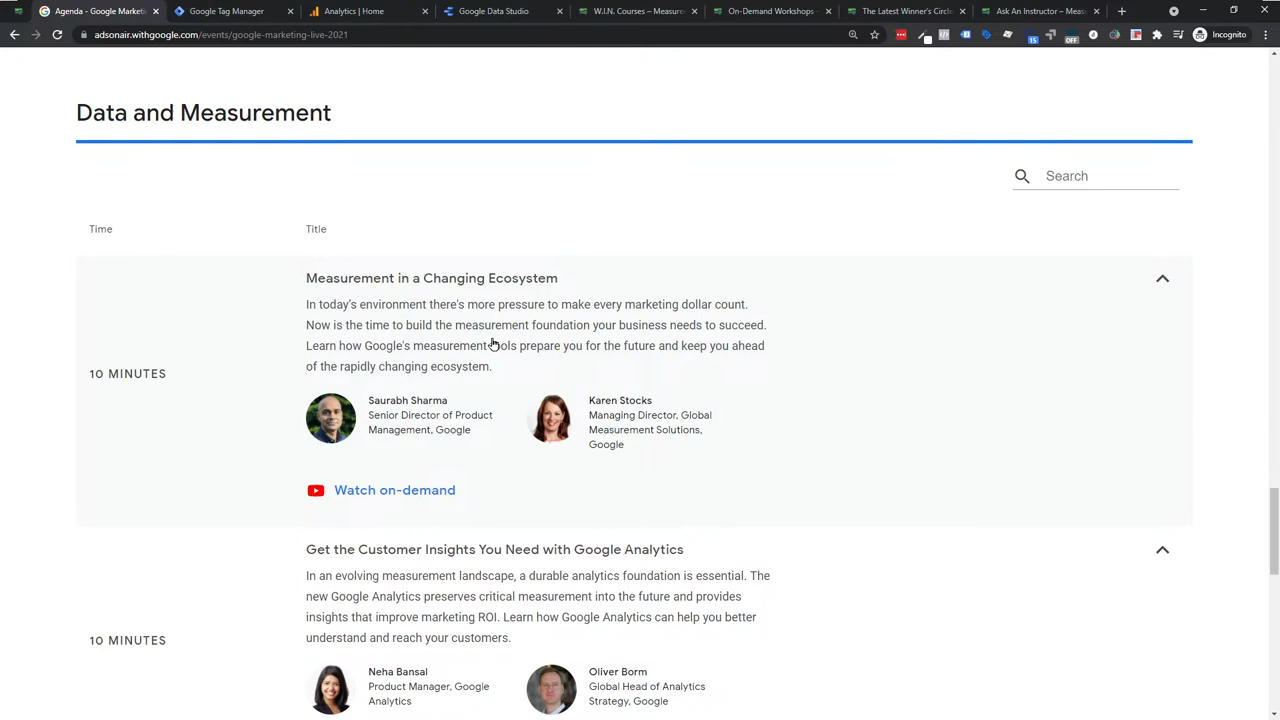 Agenda - Google Market
Google Tag Manager
Analytics | Home
Google Data Studio
W.I.N. Courses – Measure
On-Demand Workshops –
The Latest Winner's Circle
Ask An Instructor – Meas
adsonair.withgoogle.com/events/google-marketing-live-2021
15
OFF
Incognito
Data and Measurement
Search
Time
Title
Measurement in a Changing Ecosystem
In today's environment there's more pressure to make every marketing dollar count.
Now is the time to build the measurement foundation your business needs to succeed.
Learn how Google's measurement tools prepare you for the future and keep you ahead
of the rapidly changing ecosystem.
10 MINUTES
Saurabh Sharma
Senior Director of Product
Management, Google
Karen Stocks
Managing Director, Global
Measurement Solutions,
Google
Watch on-demand
Get the Customer Insights You Need with Google Analytics
In an evolving measurement landscape, a durable analytics foundation is essential. The
new Google Analytics preserves critical measurement into the future and provides
insights that improve marketing ROI. Learn how Google Analytics can help you better
understand and reach your customers.
10 MINUTES
Neha Bansal
Product Manager, Google
Analytics
Oliver Borm
Global Head of Analytics
Strategy, Google